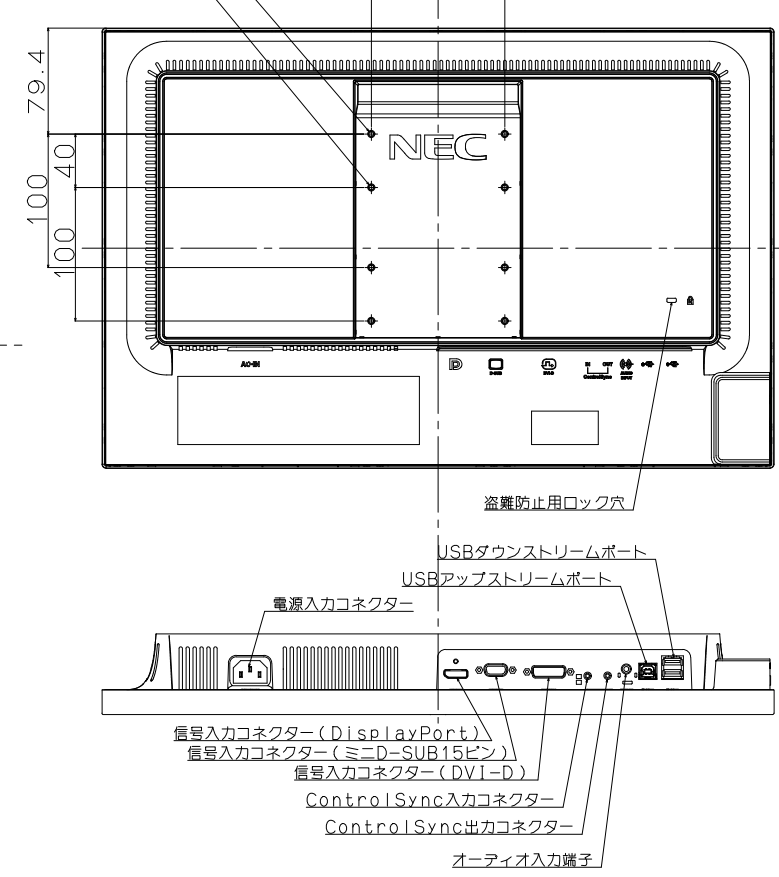 79.4
40
100
100
NEC
AC-IN
D-SUB
DVI-D
IN OUT
ControlSync
AUDIO
INPUT
盗難防止用ロック穴
USBダウンストリームポート
USBアップストリームポート
電源入力コネクター
信号入力コネクター(DisplayPort)
信号入力コネクター(ミニD-SUB15ピン)
信号入力コネクター(DVI-D)
ControlSync入力コネクター
ControlSync出力コネクター
オーディオ入力端子